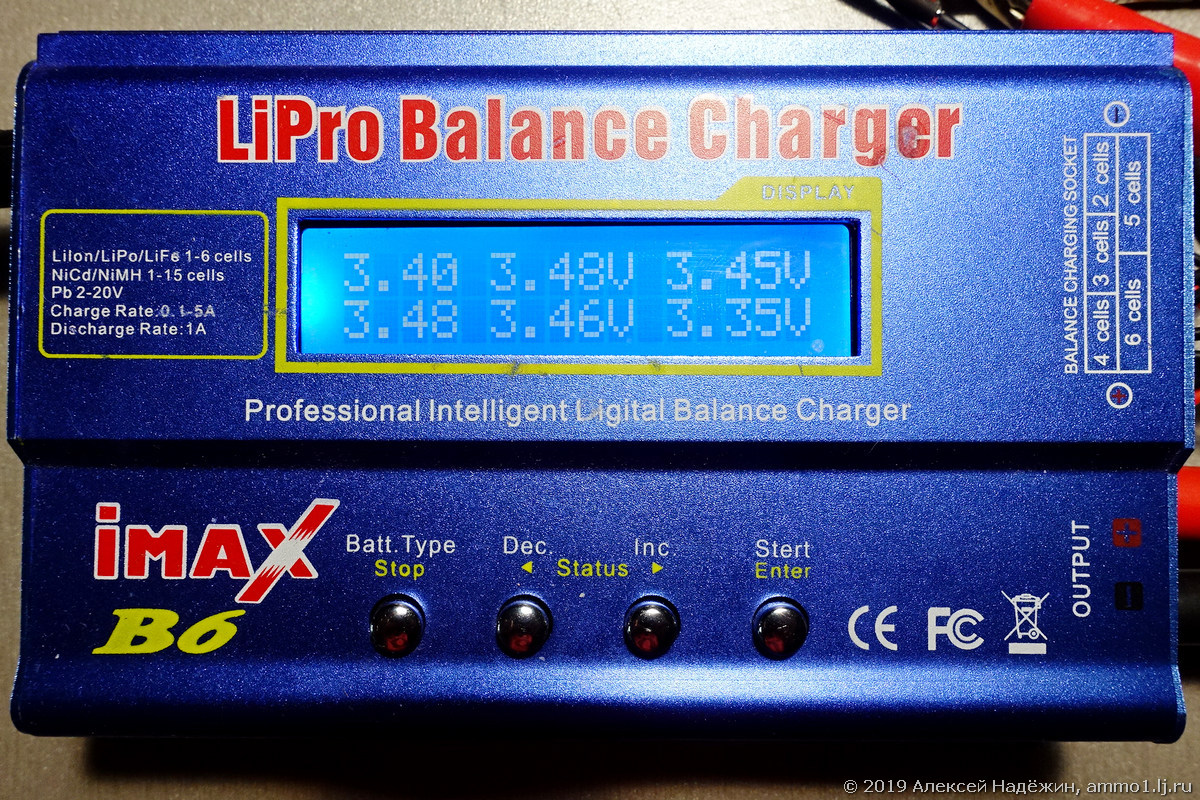 LiPro Balance Charger
DISPLAY
LiIon/LiPo/LiFe 1-6 cells
NiCd/NiMH 1-15 cells
Pb 2-20V
Charge Rate:0.1-5A
Discharge Rate:1A
3.40 3.48V 3.45V
3.48 3.46V 3.35V
BALANCE CHARGING SOCKET
4 cells 3 cells 2 cells
6 cells 5 cells
Professional Intelligent Ligital Balance Charger
iMAX
B6
Batt.Type
Stop
Dec. Inc.
◄ Status ►
Stert
Enter
CE FC
OUTPUT
+
−
© 2019 Алексей Надёжин, ammo1.lj.ru